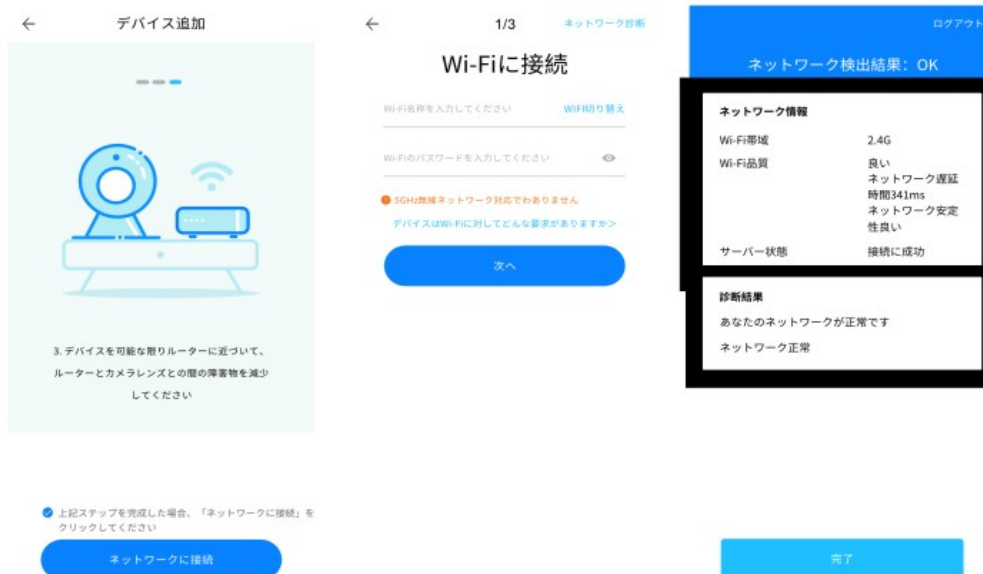 デバイス追加
3. デバイスを可能な限りルーターに近づいて、
ルーターとカメラレンズとの間の障害物を減少
してください
上記ステップを完成した場合、「ネットワークに接続」を
クリックしてください
ネットワークに接続
1/3
ネットワーク診断
Wi-Fiに接続
Wi-Fi名称を入力してください
WIFI切り替え
Wi-Fiのパスワードを入力してください
5GHz無線ネットワーク対応でわありません
デバイスはWi-Fiに対してどんな要求がありますか>
次へ
ログアウト
ネットワーク検出結果: OK
ネットワーク情報
Wi-Fi帯域 2.4G
Wi-Fi品質 良い
ネットワーク遅延
時間341ms
ネットワーク安定
性良い
サーバー状態 接続に成功
診断結果
あなたのネットワークが正常です
ネットワーク正常
完了